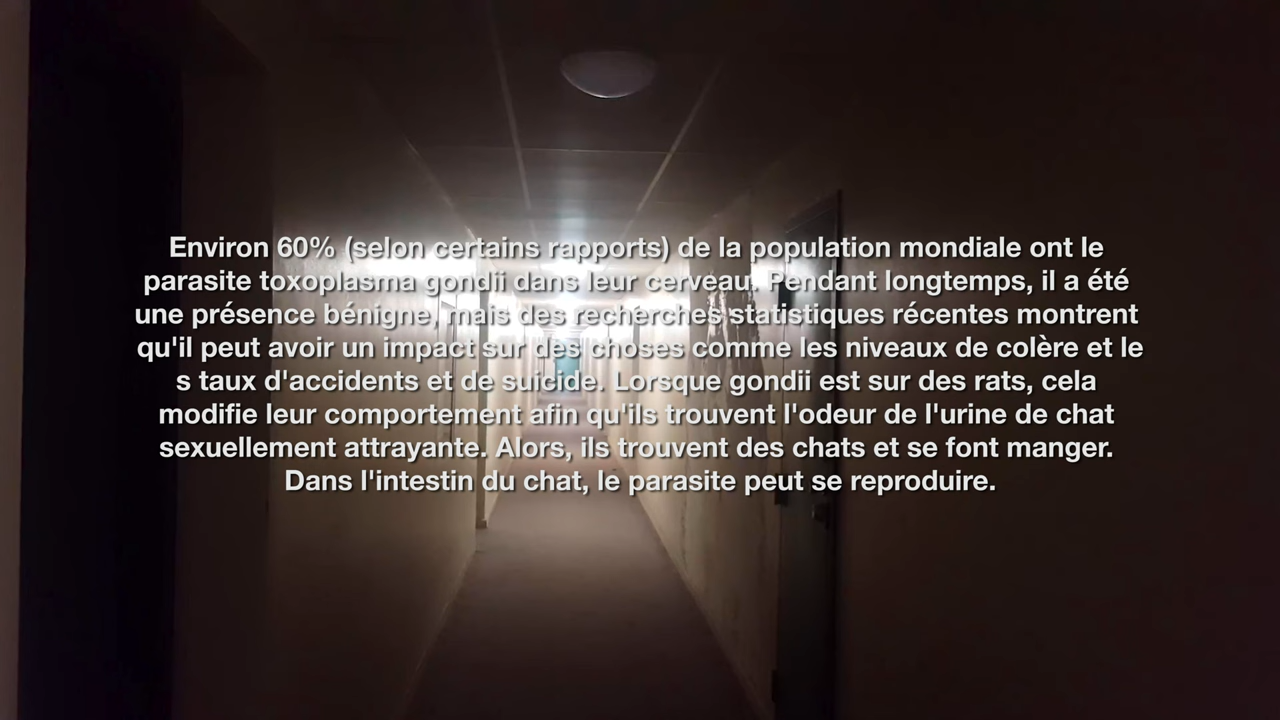 Environ 60% (selon certains rapports) de la population mondiale ont le
parasite toxoplasma gondii dans leur cerveau. Pendant longtemps, il a été
une présence bénigne, mais des recherches statistiques récentes montrent
qu'il peut avoir un impact sur des choses comme les niveaux de colère et le
s taux d'accidents et de suicide. Lorsque gondii est sur des rats, cela
modifie leur comportement afin qu'ils trouvent l'odeur de l'urine de chat
sexuellement attrayante. Alors, ils trouvent des chats et se font manger.
Dans l'intestin du chat, le parasite peut se reproduire.